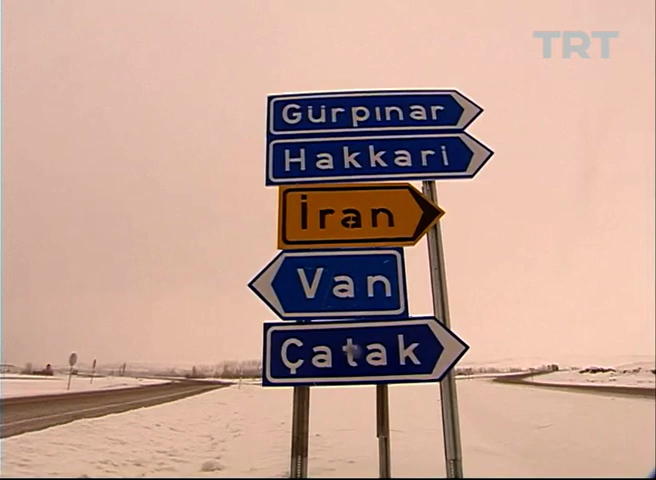 TRT
Gürpınar
Hakkari
İran
Van
Çatak